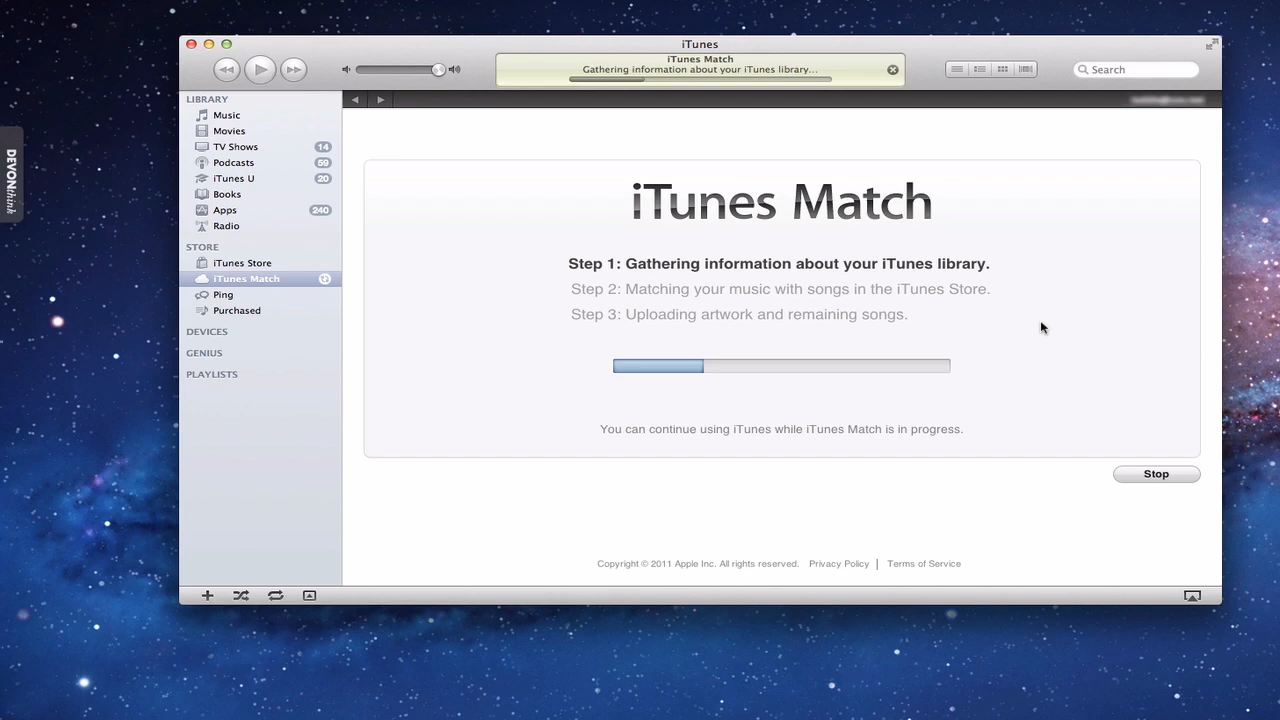 iTunes
iTunes Match
Gathering information about your iTunes library...
Search
LIBRARY
Music
Movies
TV Shows 14
Podcasts 59
iTunes U 20
Books
Apps 240
Radio
STORE
iTunes Store
iTunes Match
Ping
Purchased
DEVICES
GENIUS
PLAYLISTS
DEVONthink
iTunes Match
Step 1: Gathering information about your iTunes library.
Step 2: Matching your music with songs in the iTunes Store.
Step 3: Uploading artwork and remaining songs.
You can continue using iTunes while iTunes Match is in progress.
Stop
Copyright © 2011 Apple Inc. All rights reserved. Privacy Policy | Terms of Service